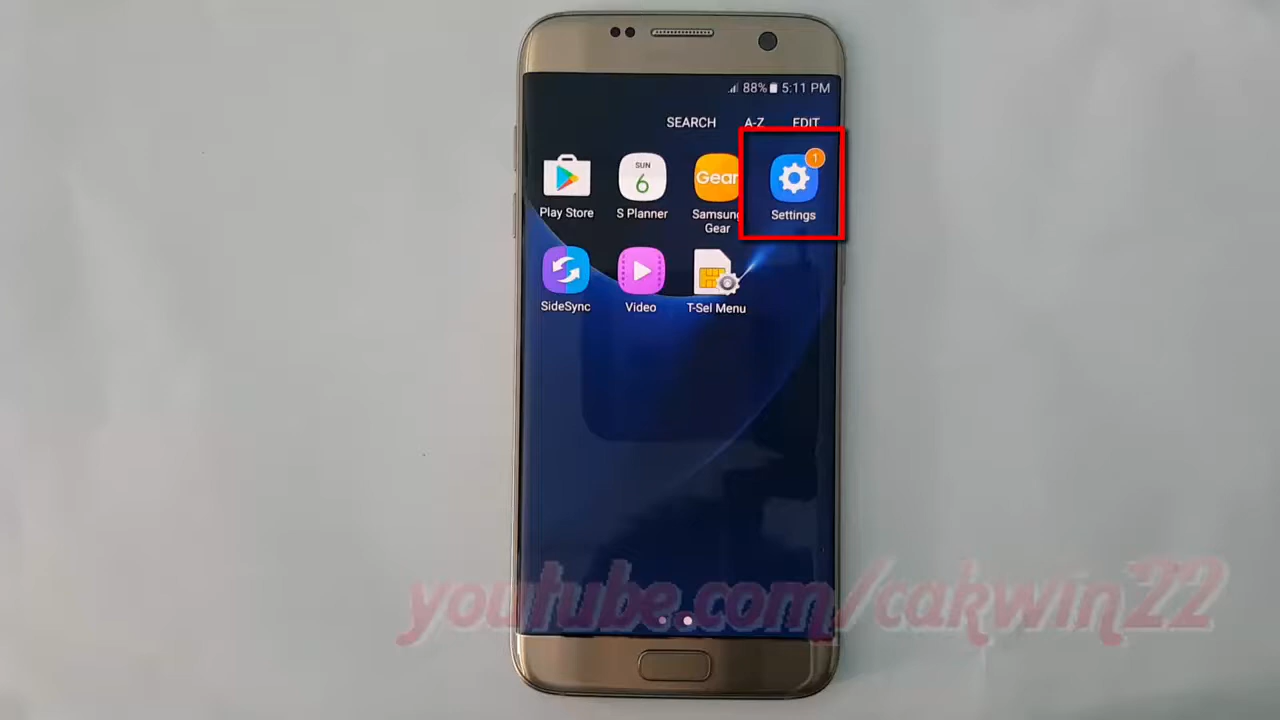 88% 5:11 PM
SEARCH A-Z EDIT
1
SUN
6
Gear
Play Store S Planner Samsung Gear Settings
SideSync Video T-Sel Menu
youtube.com/cakwin22